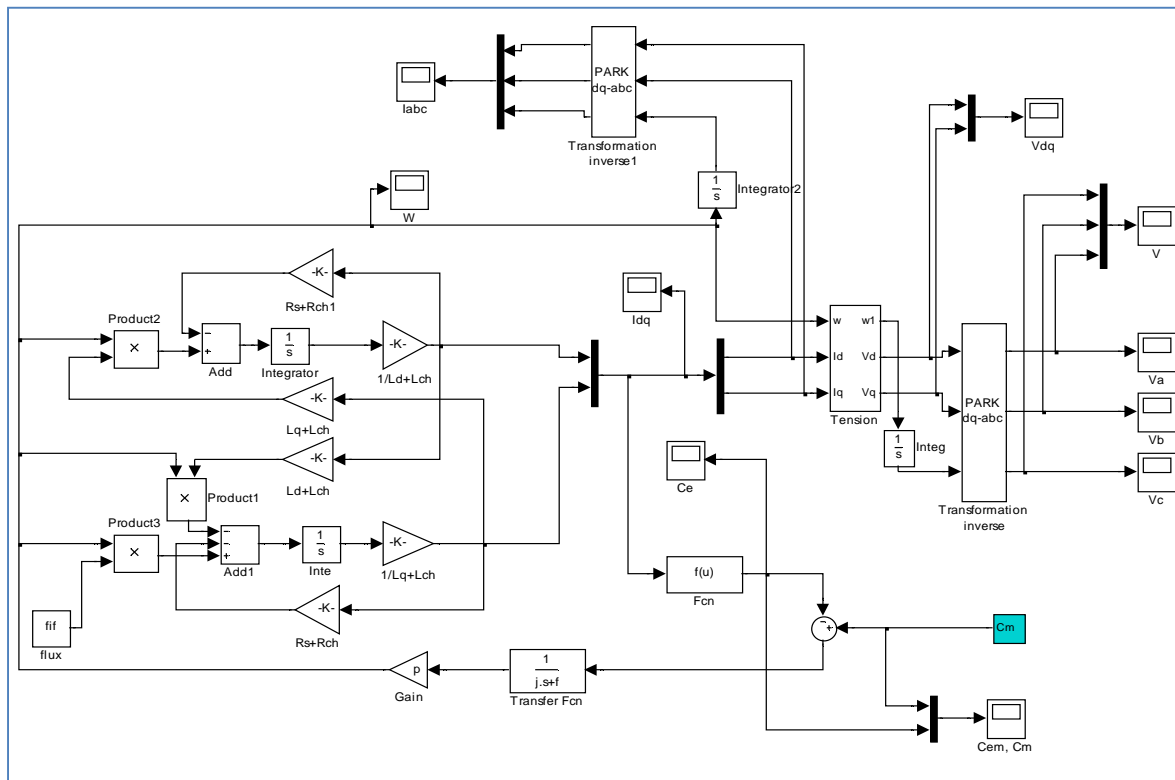 PARK
dq-abc
Iabc
Transformation
inverse1
Vdq
1
s
Integrator2
W
V
-K-
Rs+Rch1
Idq
Product2
×
Add
1
s
Integrator
-K-
1/Ld+Lch
w
Id
Iq
w1
Vd
Vq
Tension
Va
-K-
Lq+Lch
PARK
dq-abc
Vb
1
s
Integ
-K-
Ld+Lch
Ce
Vc
×
Product1
Transformation
inverse
Product3
×
Add1
1
s
Inte
-K-
1/Lq+Lch
f(u)
Fcn
-K-
Rs+Rch
fif
flux
Cm
p
Gain
1
j.s+f
Transfer Fcn
Cem, Cm